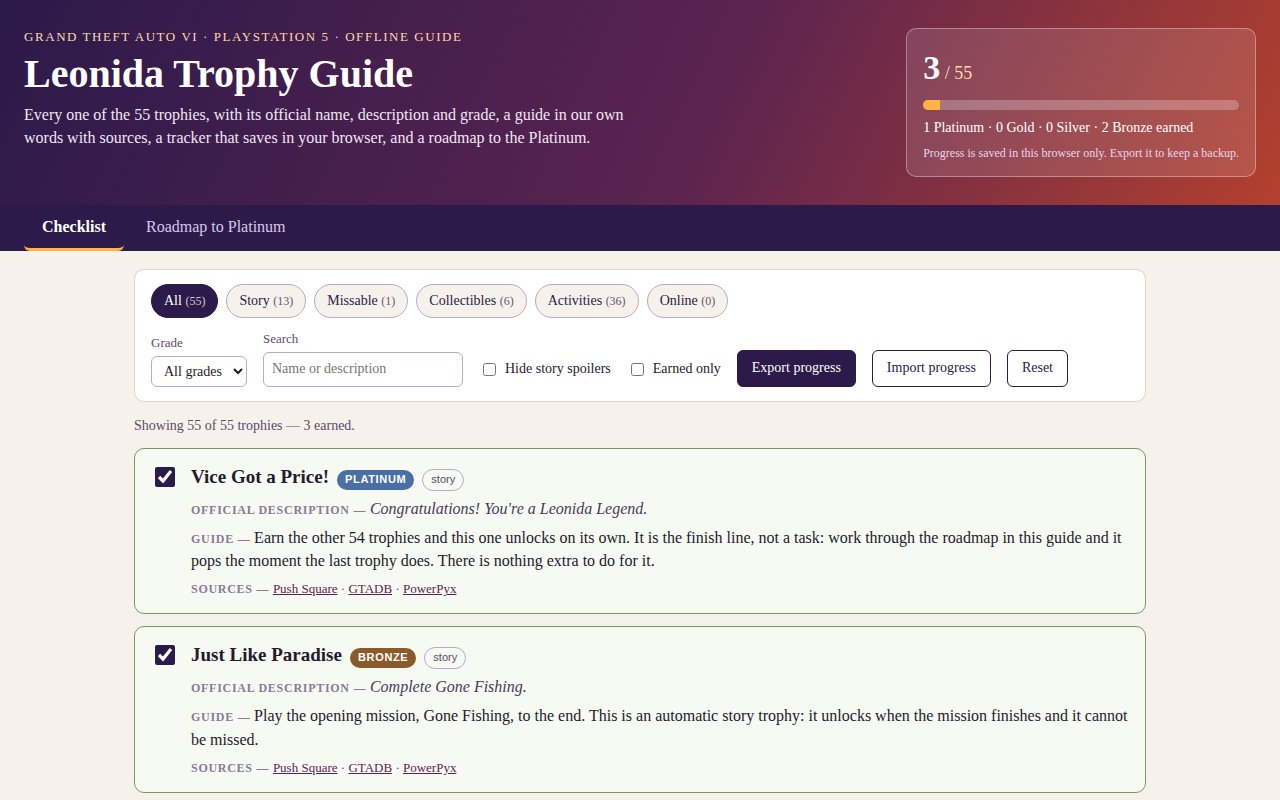 GRAND THEFT AUTO VI · PLAYSTATION 5 · OFFLINE GUIDE
Leonida Trophy Guide
Every one of the 55 trophies, with its official name, description and grade, a guide in our own
words with sources, a tracker that saves in your browser, and a roadmap to the Platinum.
3 / 55
1 Platinum · 0 Gold · 0 Silver · 2 Bronze earned
Progress is saved in this browser only. Export it to keep a backup.
Checklist
Roadmap to Platinum
All (55)
Story (13)
Missable (1)
Collectibles (6)
Activities (36)
Online (0)
Grade
All grades
Search
Name or description
Hide story spoilers
Earned only
Export progress
Import progress
Reset
Showing 55 of 55 trophies — 3 earned.
Vice Got a Price! PLATINUM story
OFFICIAL DESCRIPTION — Congratulations! You're a Leonida Legend.
GUIDE — Earn the other 54 trophies and this one unlocks on its own. It is the finish line, not a task: work through the roadmap in this guide and it
pops the moment the last trophy does. There is nothing extra to do for it.
SOURCES — Push Square · GTADB · PowerPyx
Just Like Paradise BRONZE story
OFFICIAL DESCRIPTION — Complete Gone Fishing.
GUIDE — Play the opening mission, Gone Fishing, to the end. This is an automatic story trophy: it unlocks when the mission finishes and it cannot
be missed.
SOURCES — Push Square · GTADB · PowerPyx